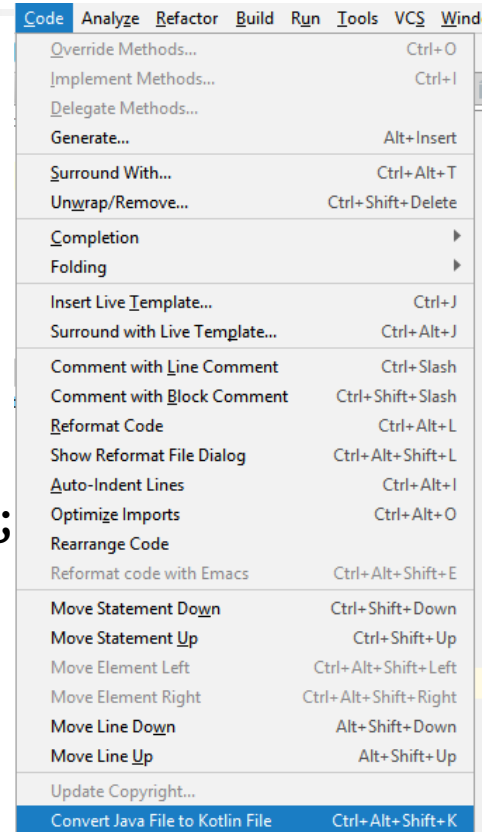 Code Analyze Refactor Build Run Tools VCS Wind
Override Methods... Ctrl+O
Implement Methods... Ctrl+I
Delegate Methods...
Generate... Alt+Insert
Surround With... Ctrl+Alt+T
Unwrap/Remove... Ctrl+Shift+Delete
Completion
Folding
Insert Live Template... Ctrl+J
Surround with Live Template... Ctrl+Alt+J
Comment with Line Comment Ctrl+Slash
Comment with Block Comment Ctrl+Shift+Slash
Reformat Code Ctrl+Alt+L
Show Reformat File Dialog Ctrl+Alt+Shift+L
Auto-Indent Lines Ctrl+Alt+I
; Optimize Imports Ctrl+Alt+O
Rearrange Code
Reformat code with Emacs Ctrl+Alt+Shift+E
Move Statement Down Ctrl+Shift+Down
Move Statement Up Ctrl+Shift+Up
Move Element Left Ctrl+Alt+Shift+Left
Move Element Right Ctrl+Alt+Shift+Right
Move Line Down Alt+Shift+Down
Move Line Up Alt+Shift+Up
Update Copyright...
Convert Java File to Kotlin File Ctrl+Alt+Shift+K